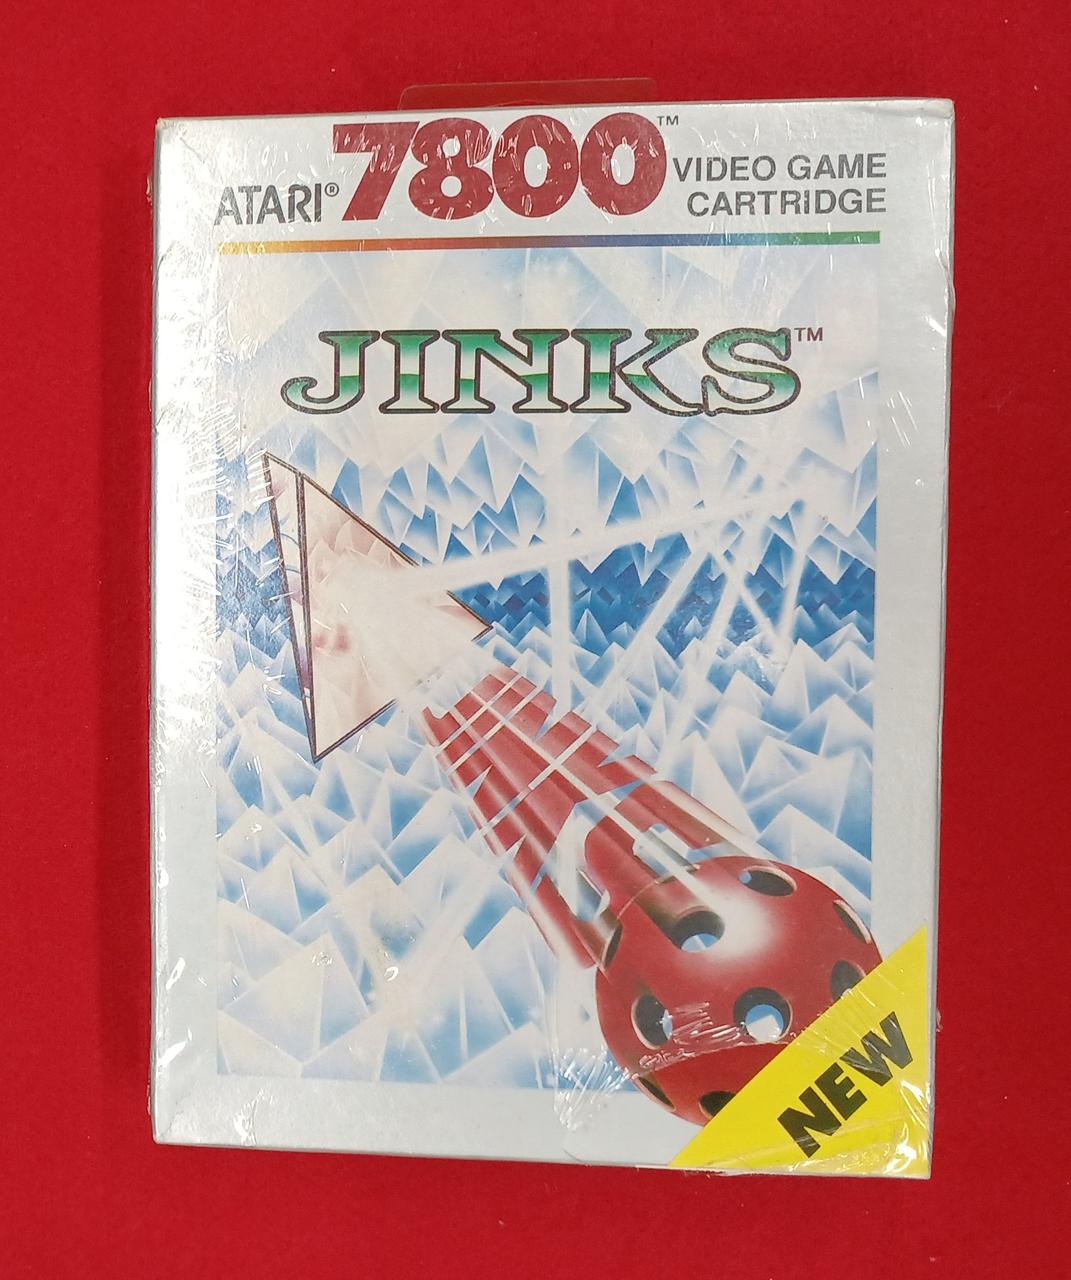 ATARI® 7800™ VIDEO GAME
CARTRIDGE
JINKS™
NEW